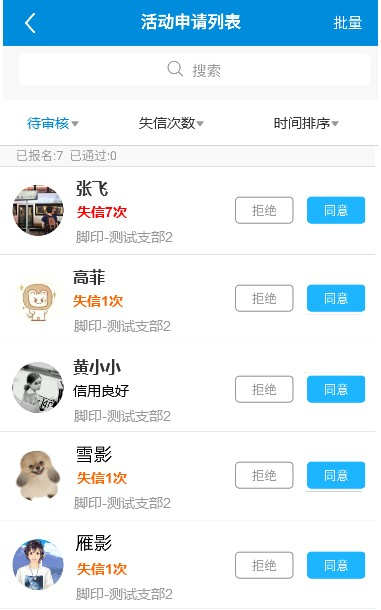 活动申请列表 批量
搜索
待审核 失信次数 时间排序
已报名:7 已通过:0
张飞
失信7次
拒绝 同意
脚印-测试支部2
高菲
失信1次
拒绝 同意
脚印-测试支部2
黄小小
信用良好
拒绝 同意
脚印-测试支部2
雪影
失信1次
拒绝 同意
脚印-测试支部2
雁影
失信1次
拒绝 同意
脚印-测试支部2